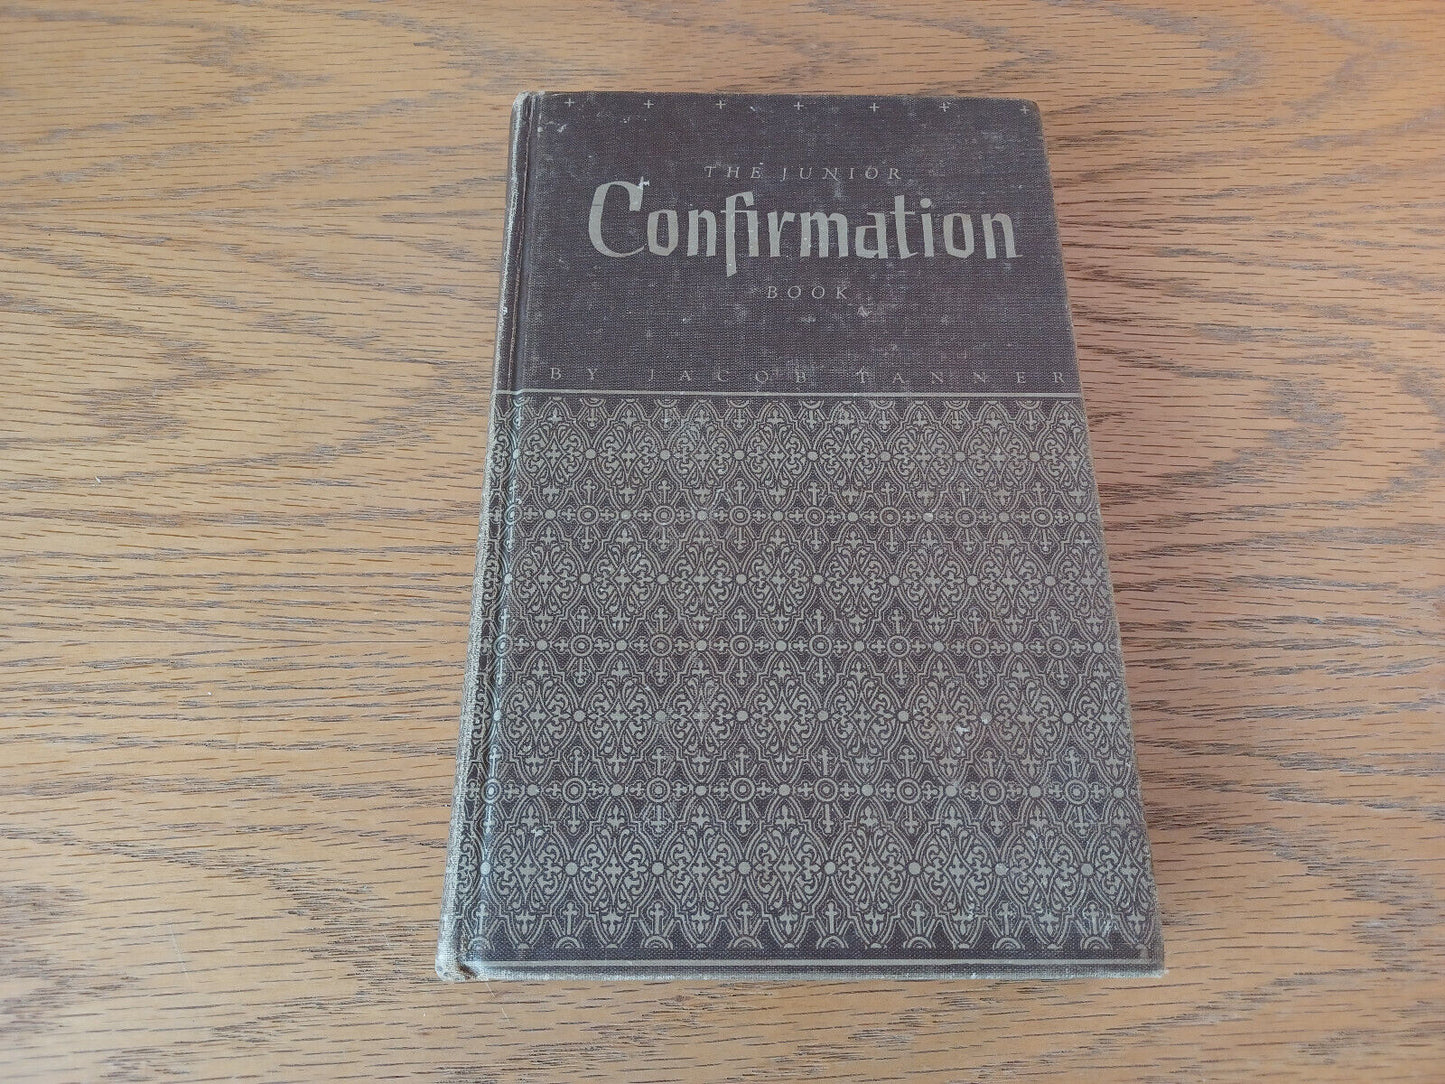 THE JUNIOR
Confirmation
BOOK
BY JACOB TANNER